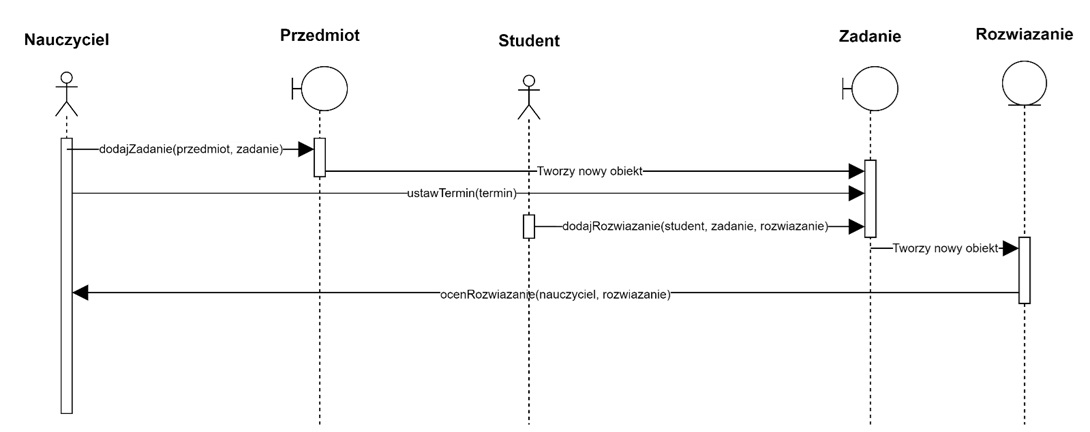 Nauczyciel
Przedmiot
Student
Zadanie
Rozwiazanie
dodajZadanie(przedmiot, zadanie)
Tworzy nowy obiekt
ustawTermin(termin)
dodajRozwiazanie(student, zadanie, rozwiazanie)
Tworzy nowy obiekt
ocenRozwiazanie(nauczyciel, rozwiazanie)